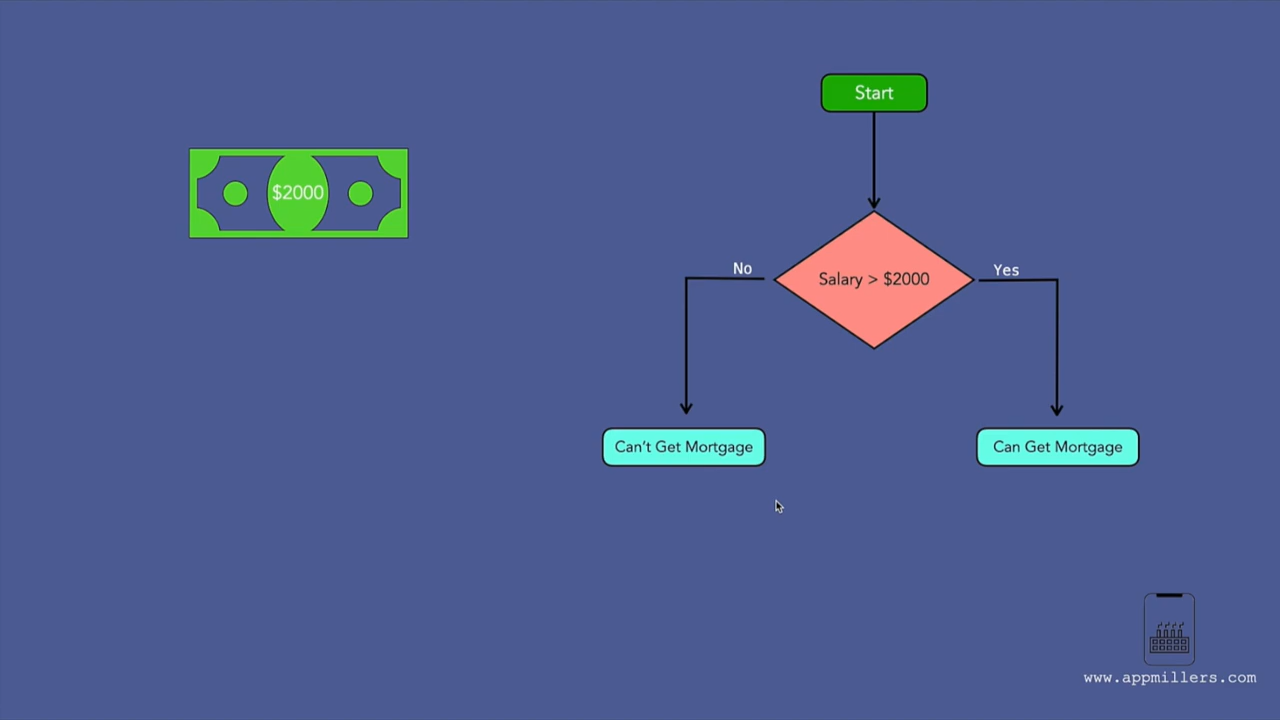 Start
$2000
Salary > $2000
No
Yes
Can't Get Mortgage
Can Get Mortgage
www.appmillers.com